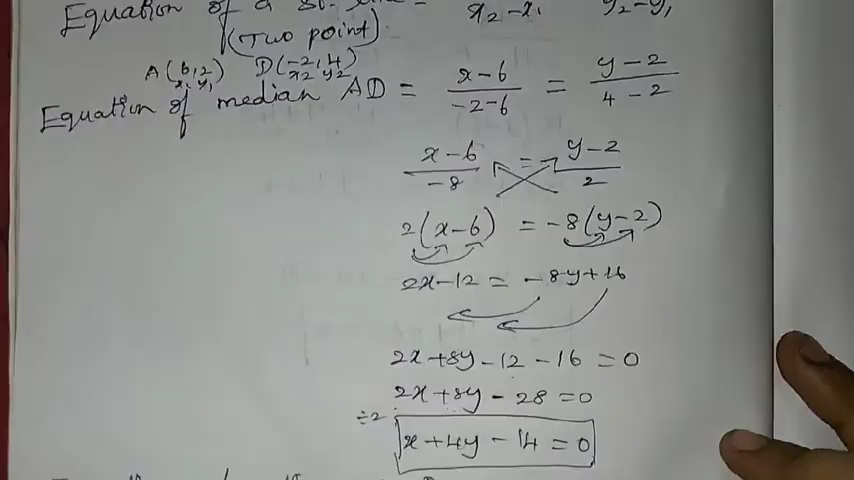 Equation of a st. x₂-x₁ y₂-y₁
(Two point)
A(6,2) D(-2,4)
x₁ y₁ x₂ y₂
Equation of median AD = x-6/-2-6 = y-2/4-2
x-6/-8 = y-2/2
2(x-6) = -8(y-2)
2x-12 = -8y+16
2x+8y-12-16=0
2x+8y-28=0
÷2
x+4y-14=0